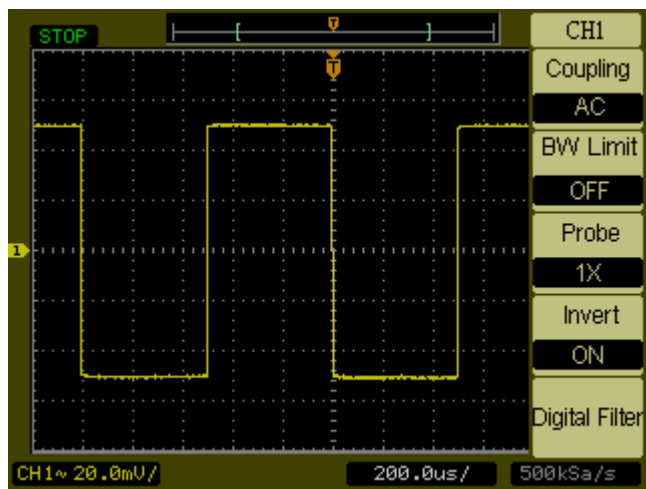 STOP
T
T
1
CH1
Coupling
AC
BW Limit
OFF
Probe
1X
Invert
ON
Digital Filter
CH1~ 20.0mV/
200.0us/
500kSa/s